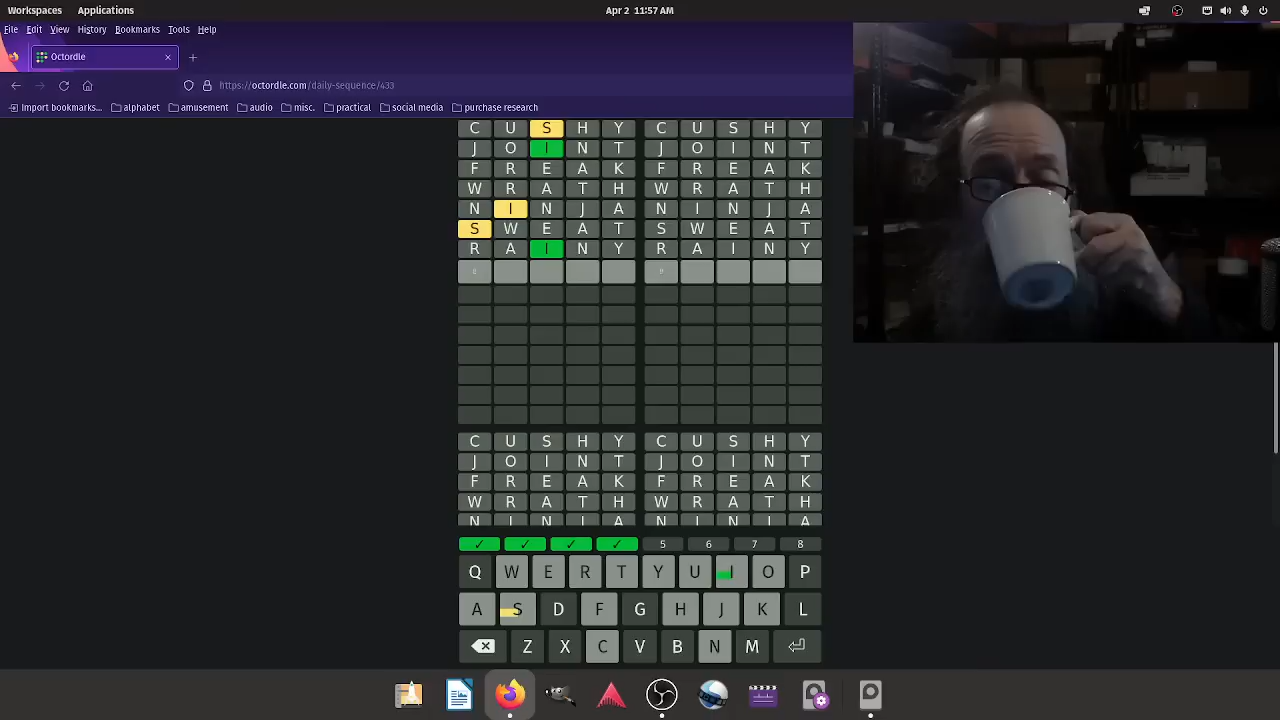 Workspaces Applications Apr 2 11:57 AM
File Edit View History Bookmarks Tools Help
Octordle
https://octordle.com/daily-sequence/433
Import bookmarks... alphabet amusement audio misc. practical social media purchase research
C U S H Y C U S H Y
J O I N T J O I N T
F R E A K F R E A K
W R A T H W R A T H
N I N J A N I N J A
S W E A T S W E A T
R A I N Y R A I N Y
C U S H Y C U S H Y
J O I N T J O I N T
F R E A K F R E A K
W R A T H W R A T H
N I N J A N I N J A
✓ ✓ ✓ ✓ 5 6 7 8
Q W E R T Y U I O P
A S D F G H J K L
Z X C V B N M